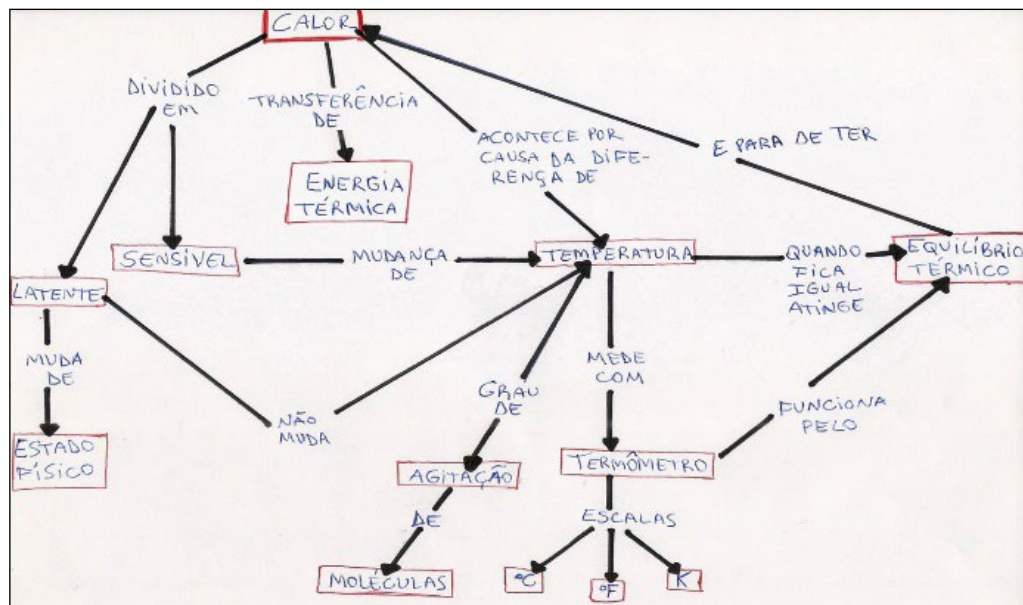 CALOR
DIVIDIDO
EM
TRANSFERÊNCIA
DE
ACONTECE POR
CAUSA DA DIFE-
RENÇA DE
E PARA DE TER
ENERGIA
TÉRMICA
SENSÍVEL
MUDANÇA
DE
TEMPERATURA
QUANDO
FICA
IGUAL
ATINGE
EQUILÍBRIO
TÉRMICO
LATENTE
MUDA
DE
NÃO
MUDA
GRAU
DE
MEDE
COM
FUNCIONA
PELO
ESTADO
FÍSICO
AGITAÇÃO
TERMÔMETRO
DE
ESCALAS
MOLÉCULAS
°C
°F
K